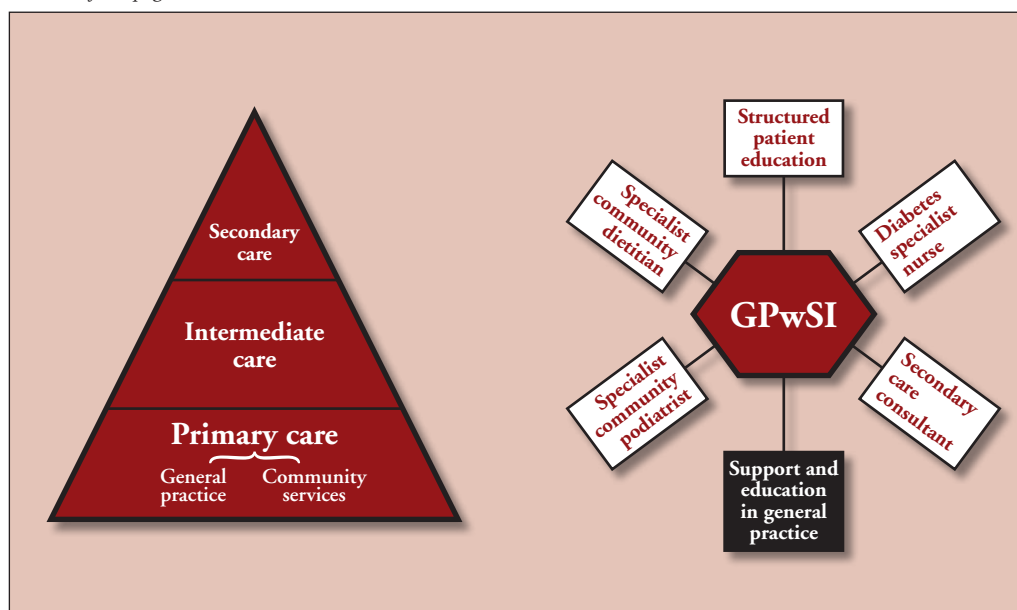 Secondary
care
Intermediate
care
Primary care
General
practice
Community
services
Structured
patient
education
Specialist
community
dietitian
Diabetes
specialist
nurse
GPwSI
Specialist
community
podiatrist
Secondary
care
consultant
Support and
education
in general
practice